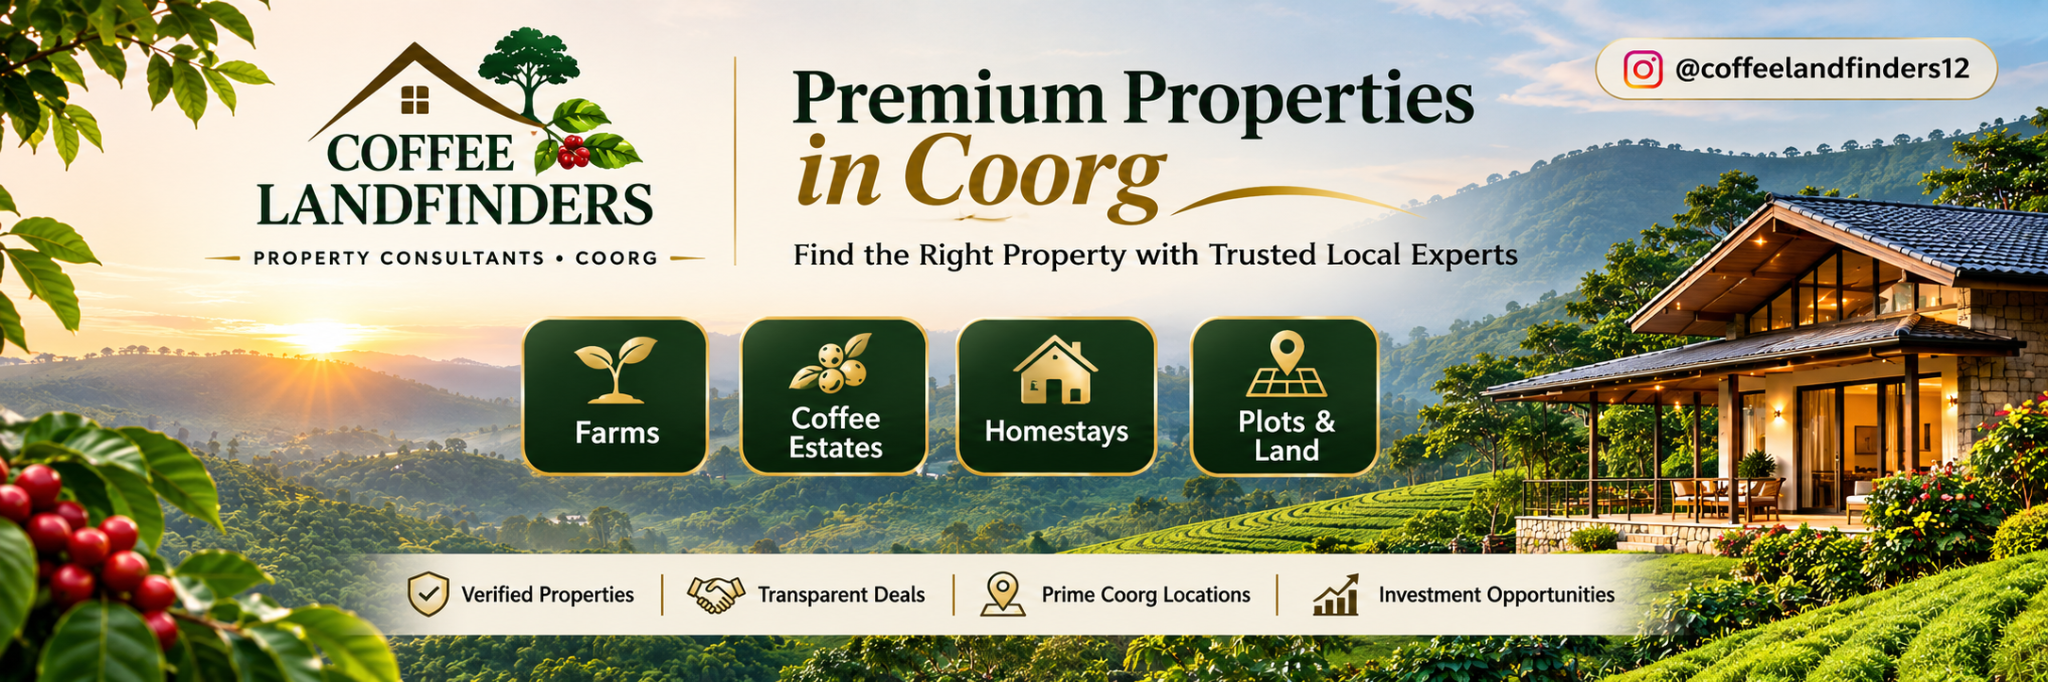 COFFEE
LANDFINDERS
PROPERTY CONSULTANTS • COORG
Premium Properties
in Coorg
Find the Right Property with Trusted Local Experts
@coffeelandfinders12
Farms
Coffee
Estates
Homestays
Plots &
Land
Verified Properties
Transparent Deals
Prime Coorg Locations
Investment Opportunities